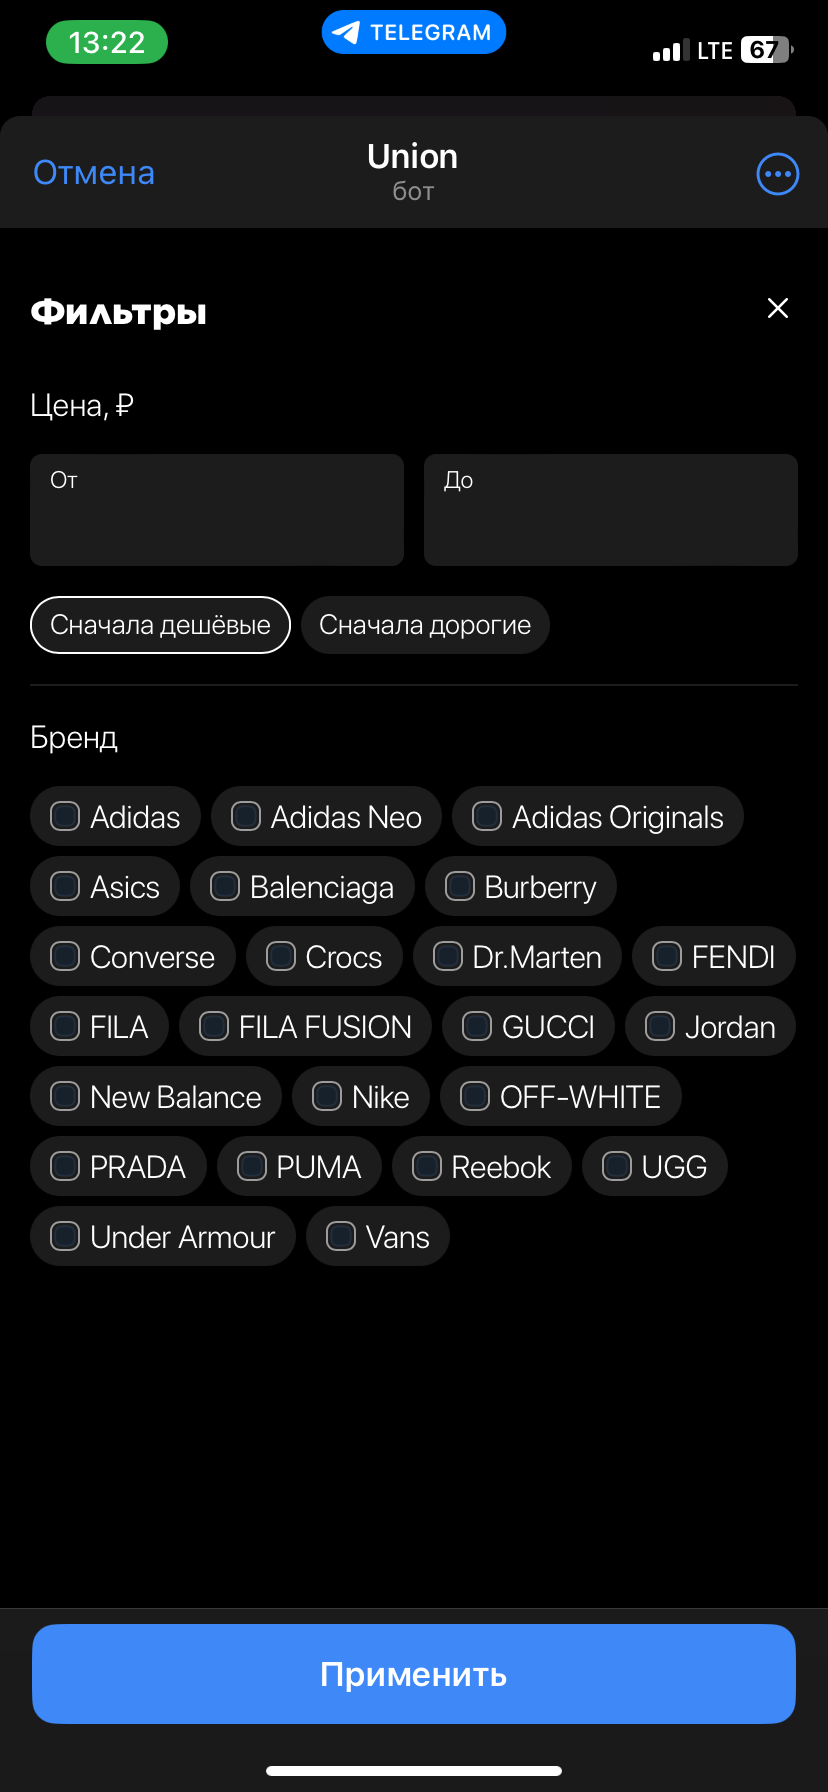 13:22 TELEGRAM LTE 67
Отмена Union
бот
Фильтры
Цена, ₽
От До
Сначала дешёвые Сначала дорогие
Бренд
Adidas Adidas Neo Adidas Originals
Asics Balenciaga Burberry
Converse Crocs Dr.Marten FENDI
FILA FILA FUSION GUCCI Jordan
New Balance Nike OFF-WHITE
PRADA PUMA Reebok UGG
Under Armour Vans
Применить